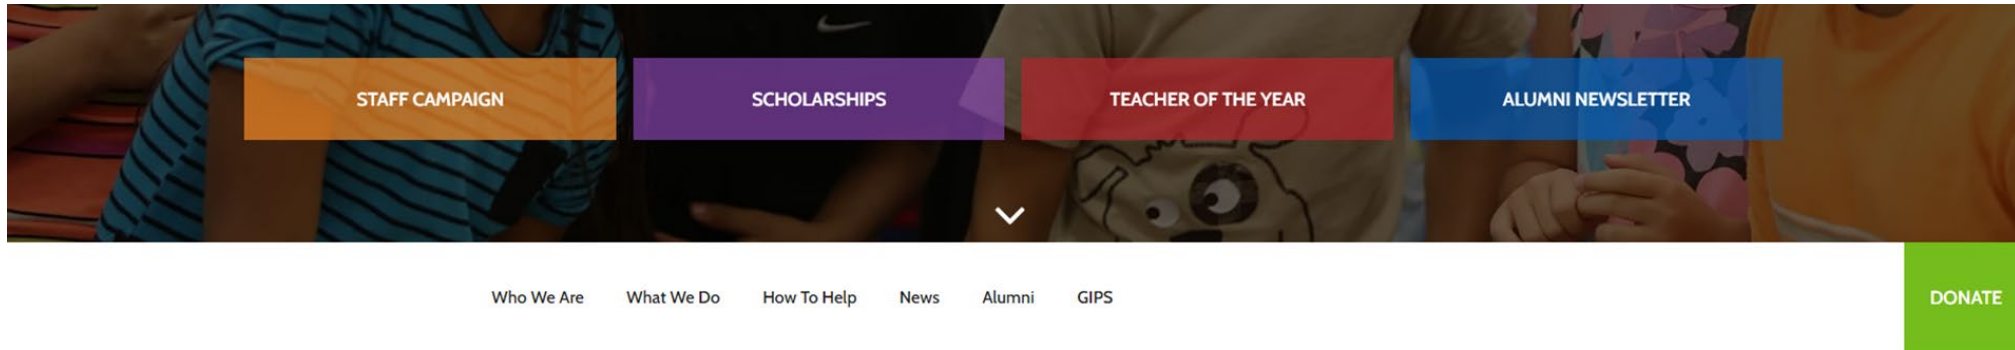 STAFF CAMPAIGN
SCHOLARSHIPS
TEACHER OF THE YEAR
ALUMNI NEWSLETTER
Who We Are
What We Do
How To Help
News
Alumni
GIPS
DONATE